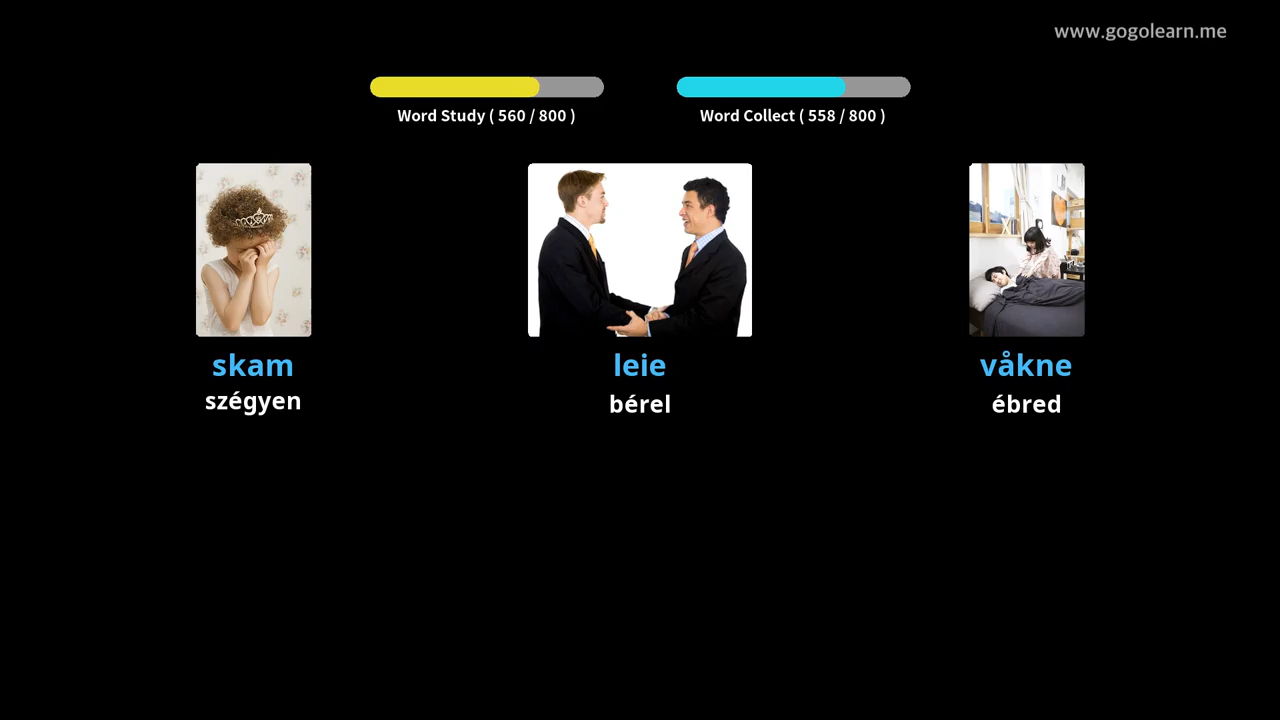 www.gogolearn.me
Word Study ( 560 / 800 )
Word Collect ( 558 / 800 )
skam
szégyen
leie
bérel
våkne
ébred